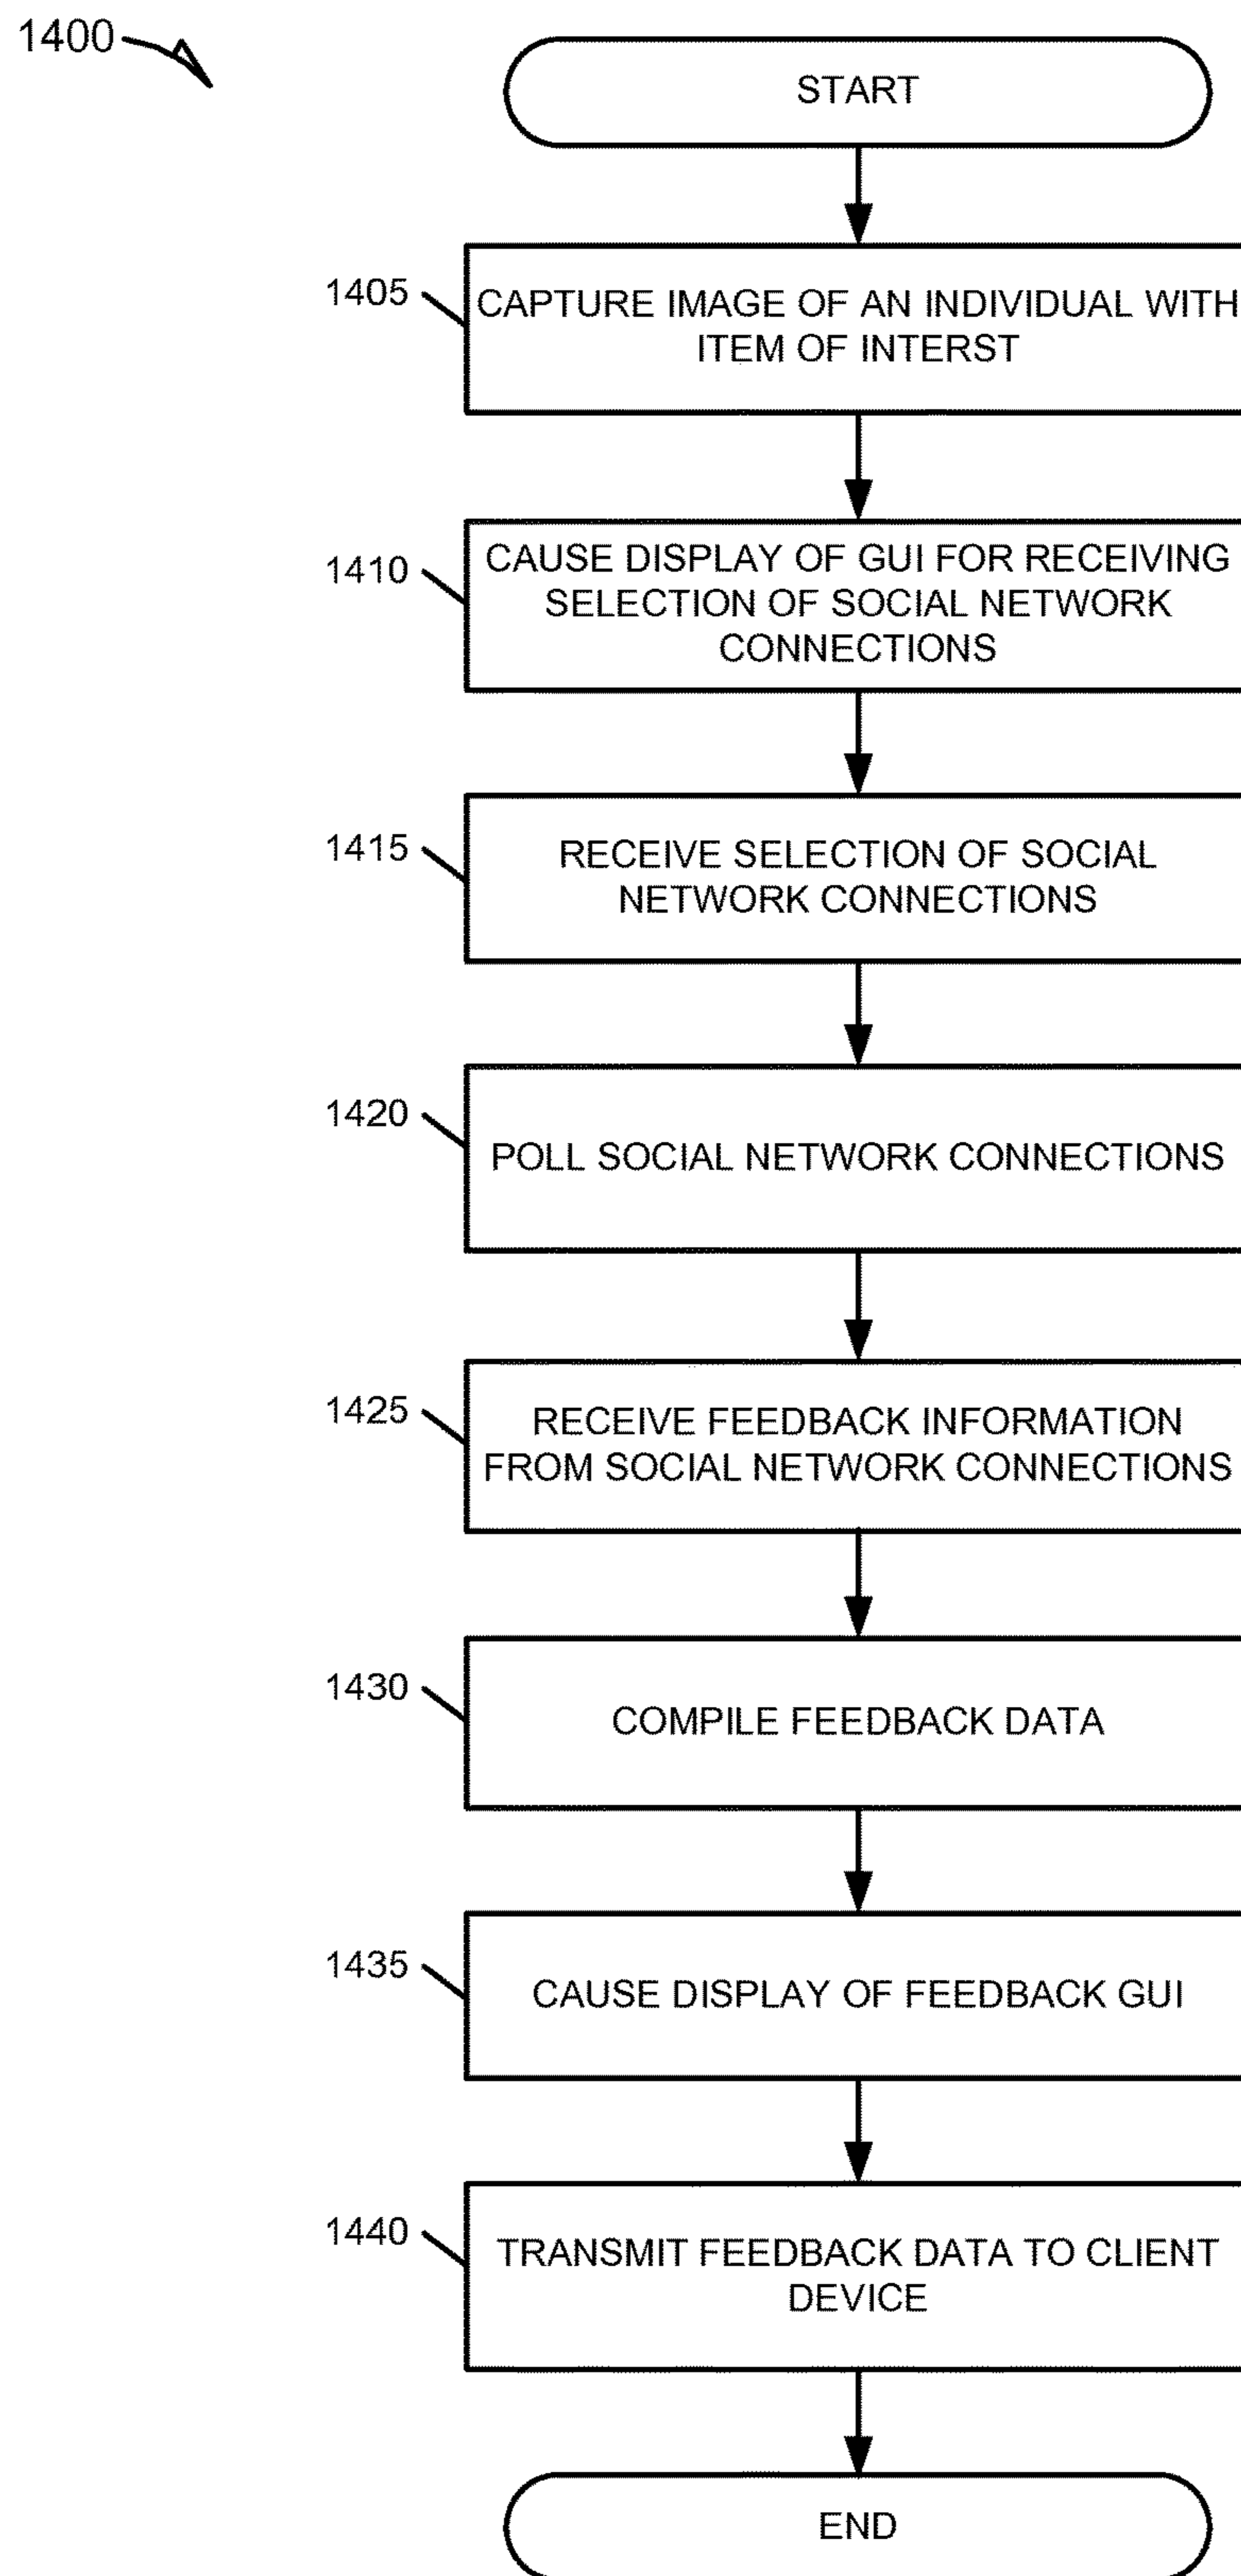 1400
START
1405
CAPTURE IMAGE OF AN INDIVIDUAL WITH
ITEM OF INTERST
1410
CAUSE DISPLAY OF GUI FOR RECEIVING
SELECTION OF SOCIAL NETWORK
CONNECTIONS
1415
RECEIVE SELECTION OF SOCIAL
NETWORK CONNECTIONS
1420
POLL SOCIAL NETWORK CONNECTIONS
1425
RECEIVE FEEDBACK INFORMATION
FROM SOCIAL NETWORK CONNECTIONS
1430
COMPILE FEEDBACK DATA
1435
CAUSE DISPLAY OF FEEDBACK GUI
1440
TRANSMIT FEEDBACK DATA TO CLIENT
DEVICE
END